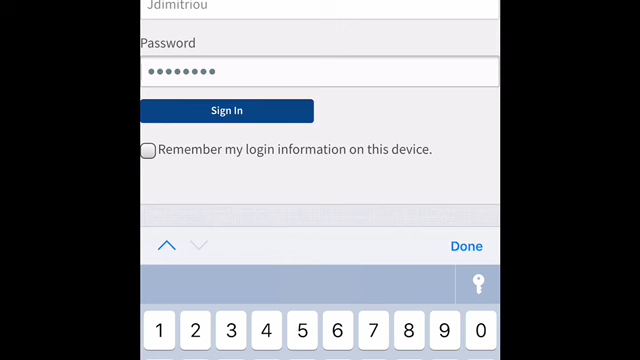 Jdimitriou
Password
••••••••
Sign In
Remember my login information on this device.
Done
1 2 3 4 5 6 7 8 9 0